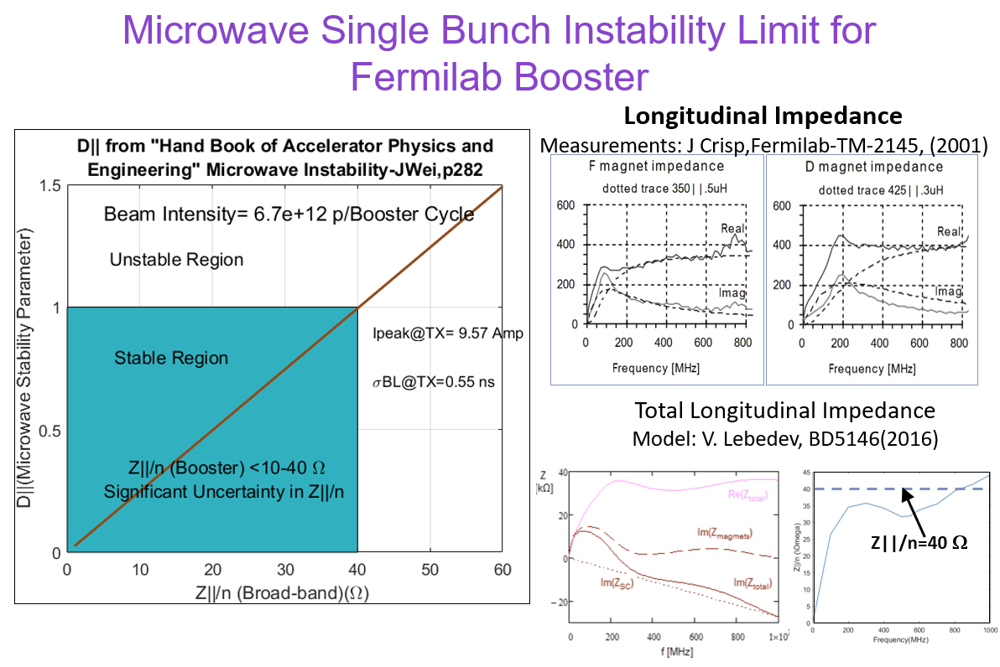 Microwave Single Bunch Instability Limit for
Fermilab Booster
D|| from "Hand Book of Accelerator Physics and
Engineering" Microwave Instability-JWei,p282
D||(Microwave Stability Parameter)
1.5
1
0.5
0
Beam Intensity= 6.7e+12 p/Booster Cycle
Unstable Region
Stable Region
Ipeak@TX= 9.57 Amp
σBL@TX=0.55 ns
Z||/n (Booster) <10-40 Ω
Significant Uncertainty in Z||/n
0 10 20 30 40 50 60
Z||/n (Broad-band)(Ω)
Longitudinal Impedance
Measurements: J Crisp,Fermilab-TM-2145, (2001)
F magnet impedance
dotted trace 350||.5uH
600
400
200
0
Real
Imag
0 200 400 600 800
Frequency [MHz]
D magnet impedance
dotted trace 425||.3uH
600
400
200
0
Real
Imag
0 200 400 600 800
Frequency [MHz]
Total Longitudinal Impedance
Model: V. Lebedev, BD5146(2016)
Z
[kΩ]
40
20
0
−20
Re(Ztotal)
Im(Zmagmets)
Im(ZSC)
Im(Ztotal)
0 200 400 600 800
f [MHz]
Z||/n (\Omega)
45
40
35
30
25
20
15
10
5
0
Z||/n=40 Ω
0 200 400 600 800 1000
Frequency(MHz)